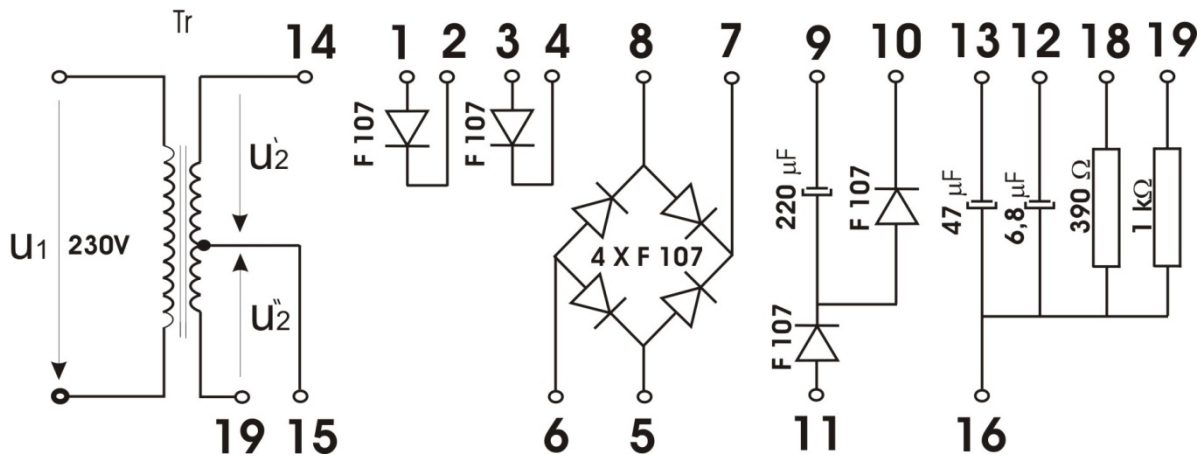 Tr
14 1 2 3 4 8 7 9 10 13 12 18 19
F 107
F 107
u₁ 230V
u₂'
u₂"
4 X F 107
220 µF
F 107
F 107
47 µF
6,8 µF
390 Ω
1 kΩ
19 15 6 5 11 16